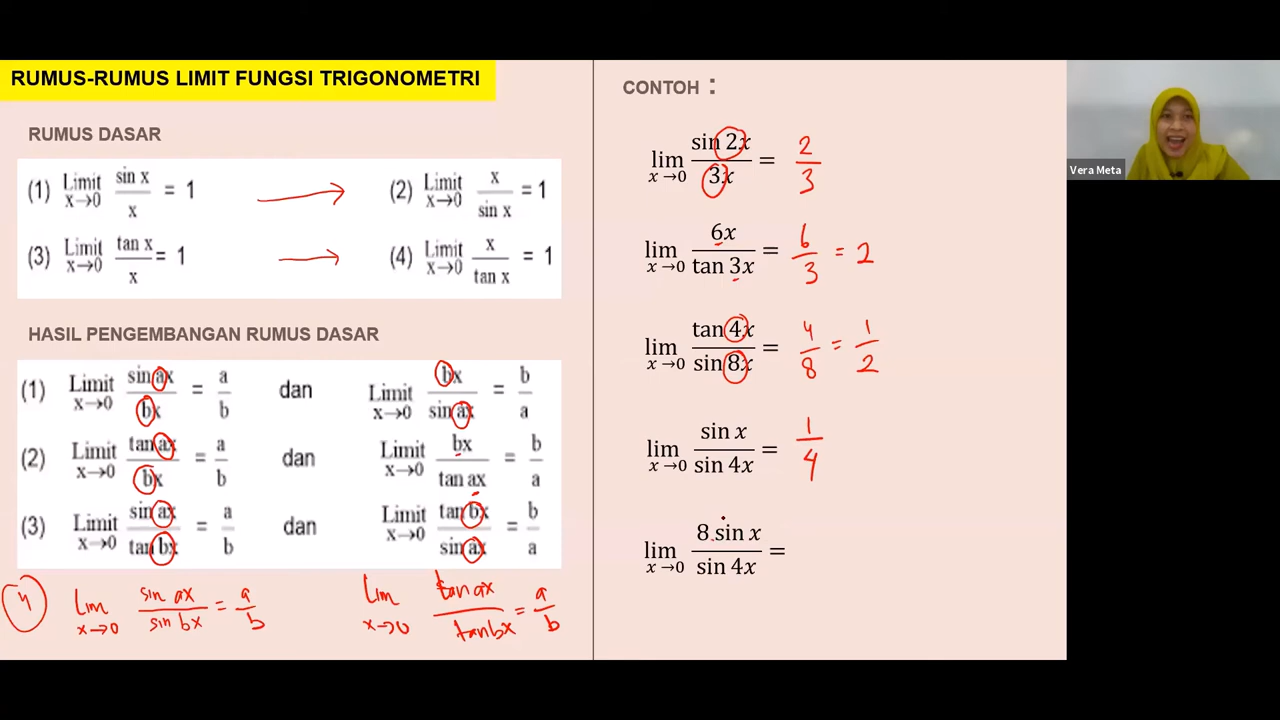 RUMUS-RUMUS LIMIT FUNGSI TRIGONOMETRI
RUMUS DASAR
(1) Limit x→0 sin x / x = 1 (2) Limit x→0 x / sin x = 1
(3) Limit x→0 tan x / x = 1 (4) Limit x→0 x / tan x = 1
HASIL PENGEMBANGAN RUMUS DASAR
(1) Limit x→0 sin ax / bx = a / b dan Limit x→0 bx / sin ax = b / a
(2) Limit x→0 tan ax / bx = a / b dan Limit x→0 bx / tan ax = b / a
(3) Limit x→0 sin ax / tan bx = a / b dan Limit x→0 tan bx / sin ax = b / a
4 lim x→0 sin ax / sin bx = a / b lim x→0 tan ax / tan bx = a / b
CONTOH :
lim x→0 sin 2x / 3x = 2 / 3
lim x→0 6x / tan 3x = 6 / 3 = 2
lim x→0 tan 4x / sin 8x = 4 / 8 = 1 / 2
lim x→0 sin x / sin 4x = 1 / 4
lim x→0 8 sin x / sin 4x =
Vera Meta